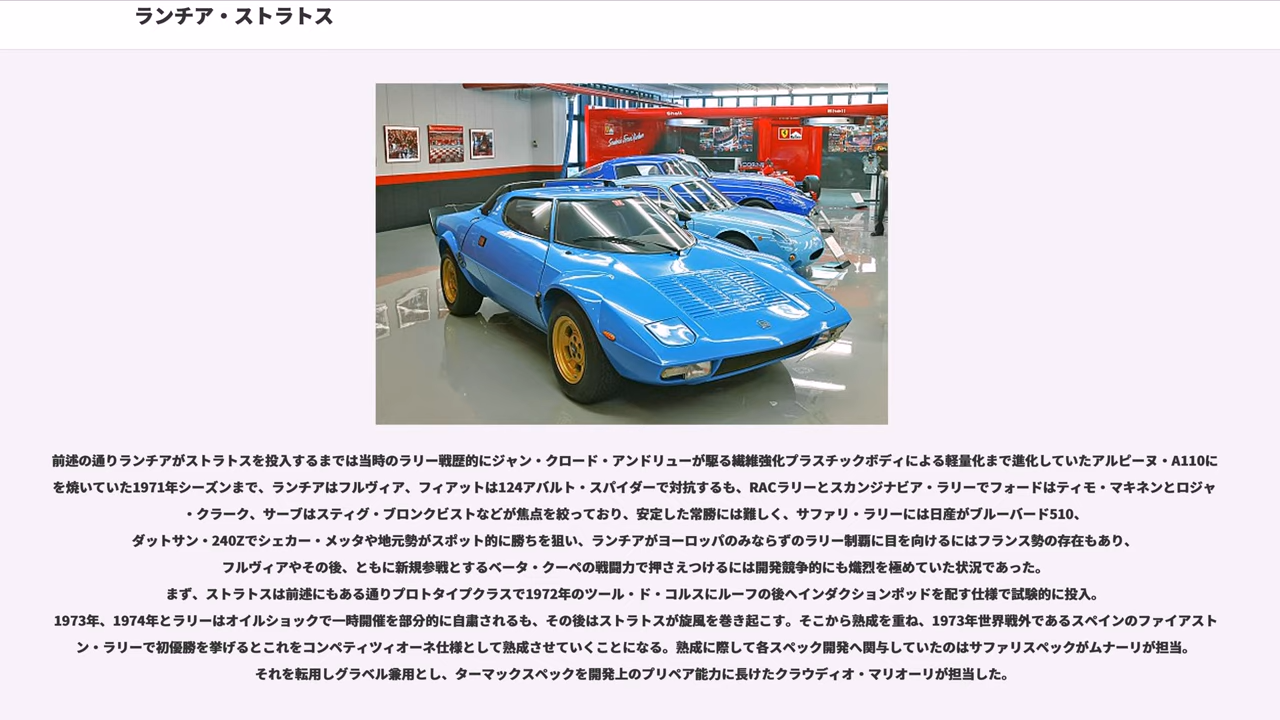 ランチア・ストラトス
Shell
Shell
前述の通りランチアがストラトスを投入するまでは当時のラリー戦歴的にジャン・クロード・アンドリューが駆る繊維強化プラスチックボディによる軽量化まで進化していたアルピーヌ・A110に
を焼いていた1971年シーズンまで、ランチアはフルヴィア、フィアットは124アバルト・スパイダーで対抗するも、RACラリーとスカンジナビア・ラリーでフォードはティモ・マキネンとロジャ
・クラーク、サーブはスティグ・ブロンクビストなどが焦点を絞っており、安定した常勝には難しく、サファリ・ラリーには日産がブルーバード510、
ダットサン・240Zでシェカー・メッタや地元勢がスポット的に勝ちを狙い、ランチアがヨーロッパのみならずのラリー制覇に目を向けるにはフランス勢の存在もあり、
フルヴィアやその後、ともに新規参戦とするベータ・クーペの戦闘力で押さえつけるには開発競争的にも熾烈を極めていた状況であった。
まず、ストラトスは前述にもある通りプロトタイプクラスで1972年のツール・ド・コルスにルーフの後へインダクションポッドを配す仕様で試験的に投入。
1973年、1974年とラリーはオイルショックで一時開催を部分的に自粛されるも、その後はストラトスが旋風を巻き起こす。そこから熟成を重ね、1973年世界戦外であるスペインのファイアスト
ン・ラリーで初優勝を挙げるとこれをコンペティツィオーネ仕様として熟成させていくことになる。熟成に際して各スペック開発へ関与していたのはサファリスペックがムナーリが担当。
それを転用しグラベル兼用とし、ターマックスペックを開発上のプリペア能力に長けたクラウディオ・マリオーリが担当した。